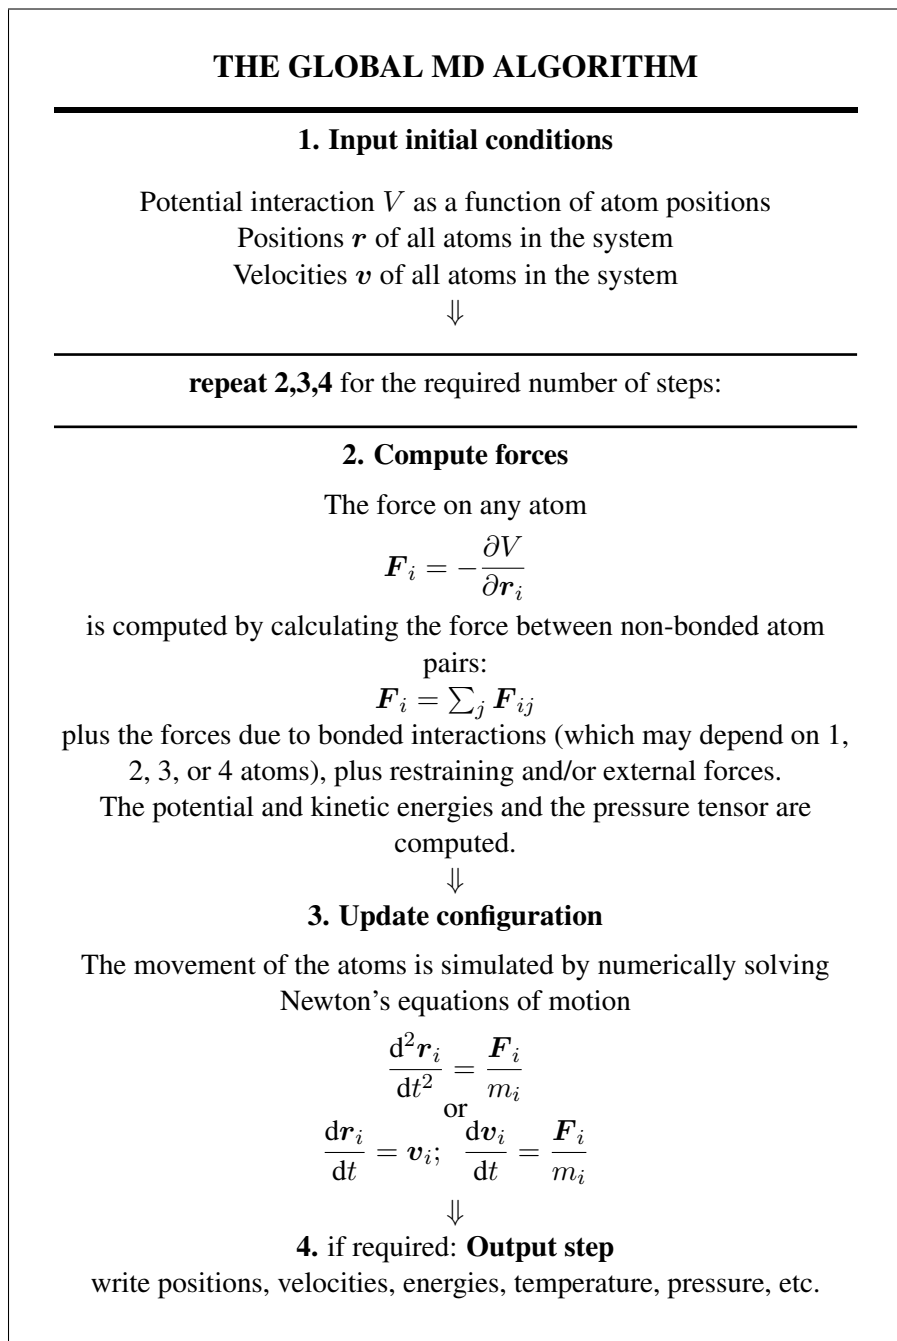 THE GLOBAL MD ALGORITHM
1. Input initial conditions
Potential interaction V as a function of atom positions
Positions r of all atoms in the system
Velocities v of all atoms in the system
⇓
repeat 2,3,4 for the required number of steps:
2. Compute forces
The force on any atom
F_i = −∂V/∂r_i
is computed by calculating the force between non-bonded atom
pairs:
F_i = ∑_j F_ij
plus the forces due to bonded interactions (which may depend on 1,
2, 3, or 4 atoms), plus restraining and/or external forces.
The potential and kinetic energies and the pressure tensor are
computed.
⇓
3. Update configuration
The movement of the atoms is simulated by numerically solving
Newton's equations of motion
d²r_i/dt² = F_i/m_i
or
dr_i/dt = v_i; dv_i/dt = F_i/m_i
⇓
4. if required: Output step
write positions, velocities, energies, temperature, pressure, etc.